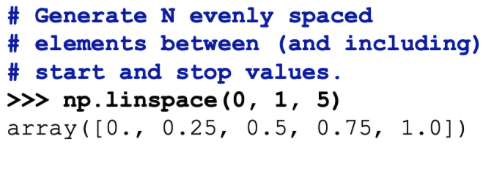 # Generate N evenly spaced
# elements between (and including)
# start and stop values.
>>> np.linspace(0, 1, 5)
array([0., 0.25, 0.5, 0.75, 1.0])